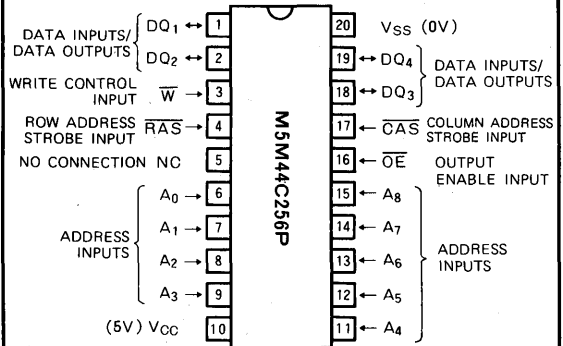 DATA INPUTS/
DATA OUTPUTS
DQ1 ↔ 1
DQ2 ↔ 2
WRITE CONTROL
INPUT
W̅ → 3
ROW ADDRESS
STROBE INPUT
R̅A̅S̅ → 4
NO CONNECTION NC 5
ADDRESS
INPUTS
A0 → 6
A1 → 7
A2 → 8
A3 → 9
(5V) VCC 10
M5M44C256P
20 VSS (0V)
19 ↔ DQ4
18 ↔ DQ3
DATA INPUTS/
DATA OUTPUTS
17 ← C̅A̅S̅ COLUMN ADDRESS
STROBE INPUT
16 ← O̅E̅ OUTPUT
ENABLE INPUT
15 ← A8
14 ← A7
13 ← A6
12 ← A5
11 ← A4
ADDRESS
INPUTS